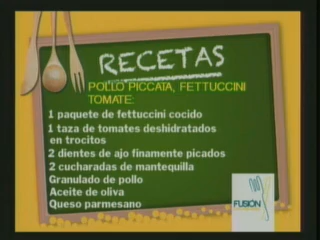 RECETAS
POLLO PICCATA, FETTUCCINI
TOMATE:
1 paquete de fettuccini cocido
1 taza de tomates deshidratados
en trocitos
2 dientes de ajo finamente picados
2 cucharadas de mantequilla
Granulado de pollo
Aceite de oliva
Queso parmesano
FUSIÓN